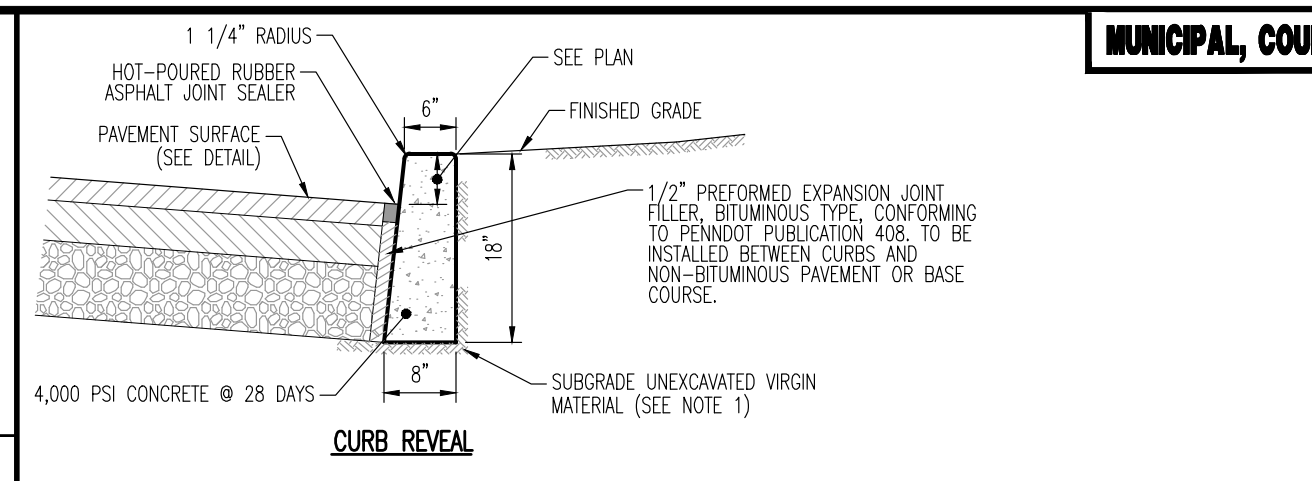 1 1/4" RADIUS
HOT-POURED RUBBER
ASPHALT JOINT SEALER
PAVEMENT SURFACE
(SEE DETAIL)
6"
SEE PLAN
FINISHED GRADE
MUNICIPAL, COU
1/2" PREFORMED EXPANSION JOINT
FILLER, BITUMINOUS TYPE, CONFORMING
TO PENNDOT PUBLICATION 408. TO BE
INSTALLED BETWEEN CURBS AND
NON-BITUMINOUS PAVEMENT OR BASE
COURSE.
18"
8"
4,000 PSI CONCRETE @ 28 DAYS
SUBGRADE UNEXCAVATED VIRGIN
MATERIAL (SEE NOTE 1)
CURB REVEAL